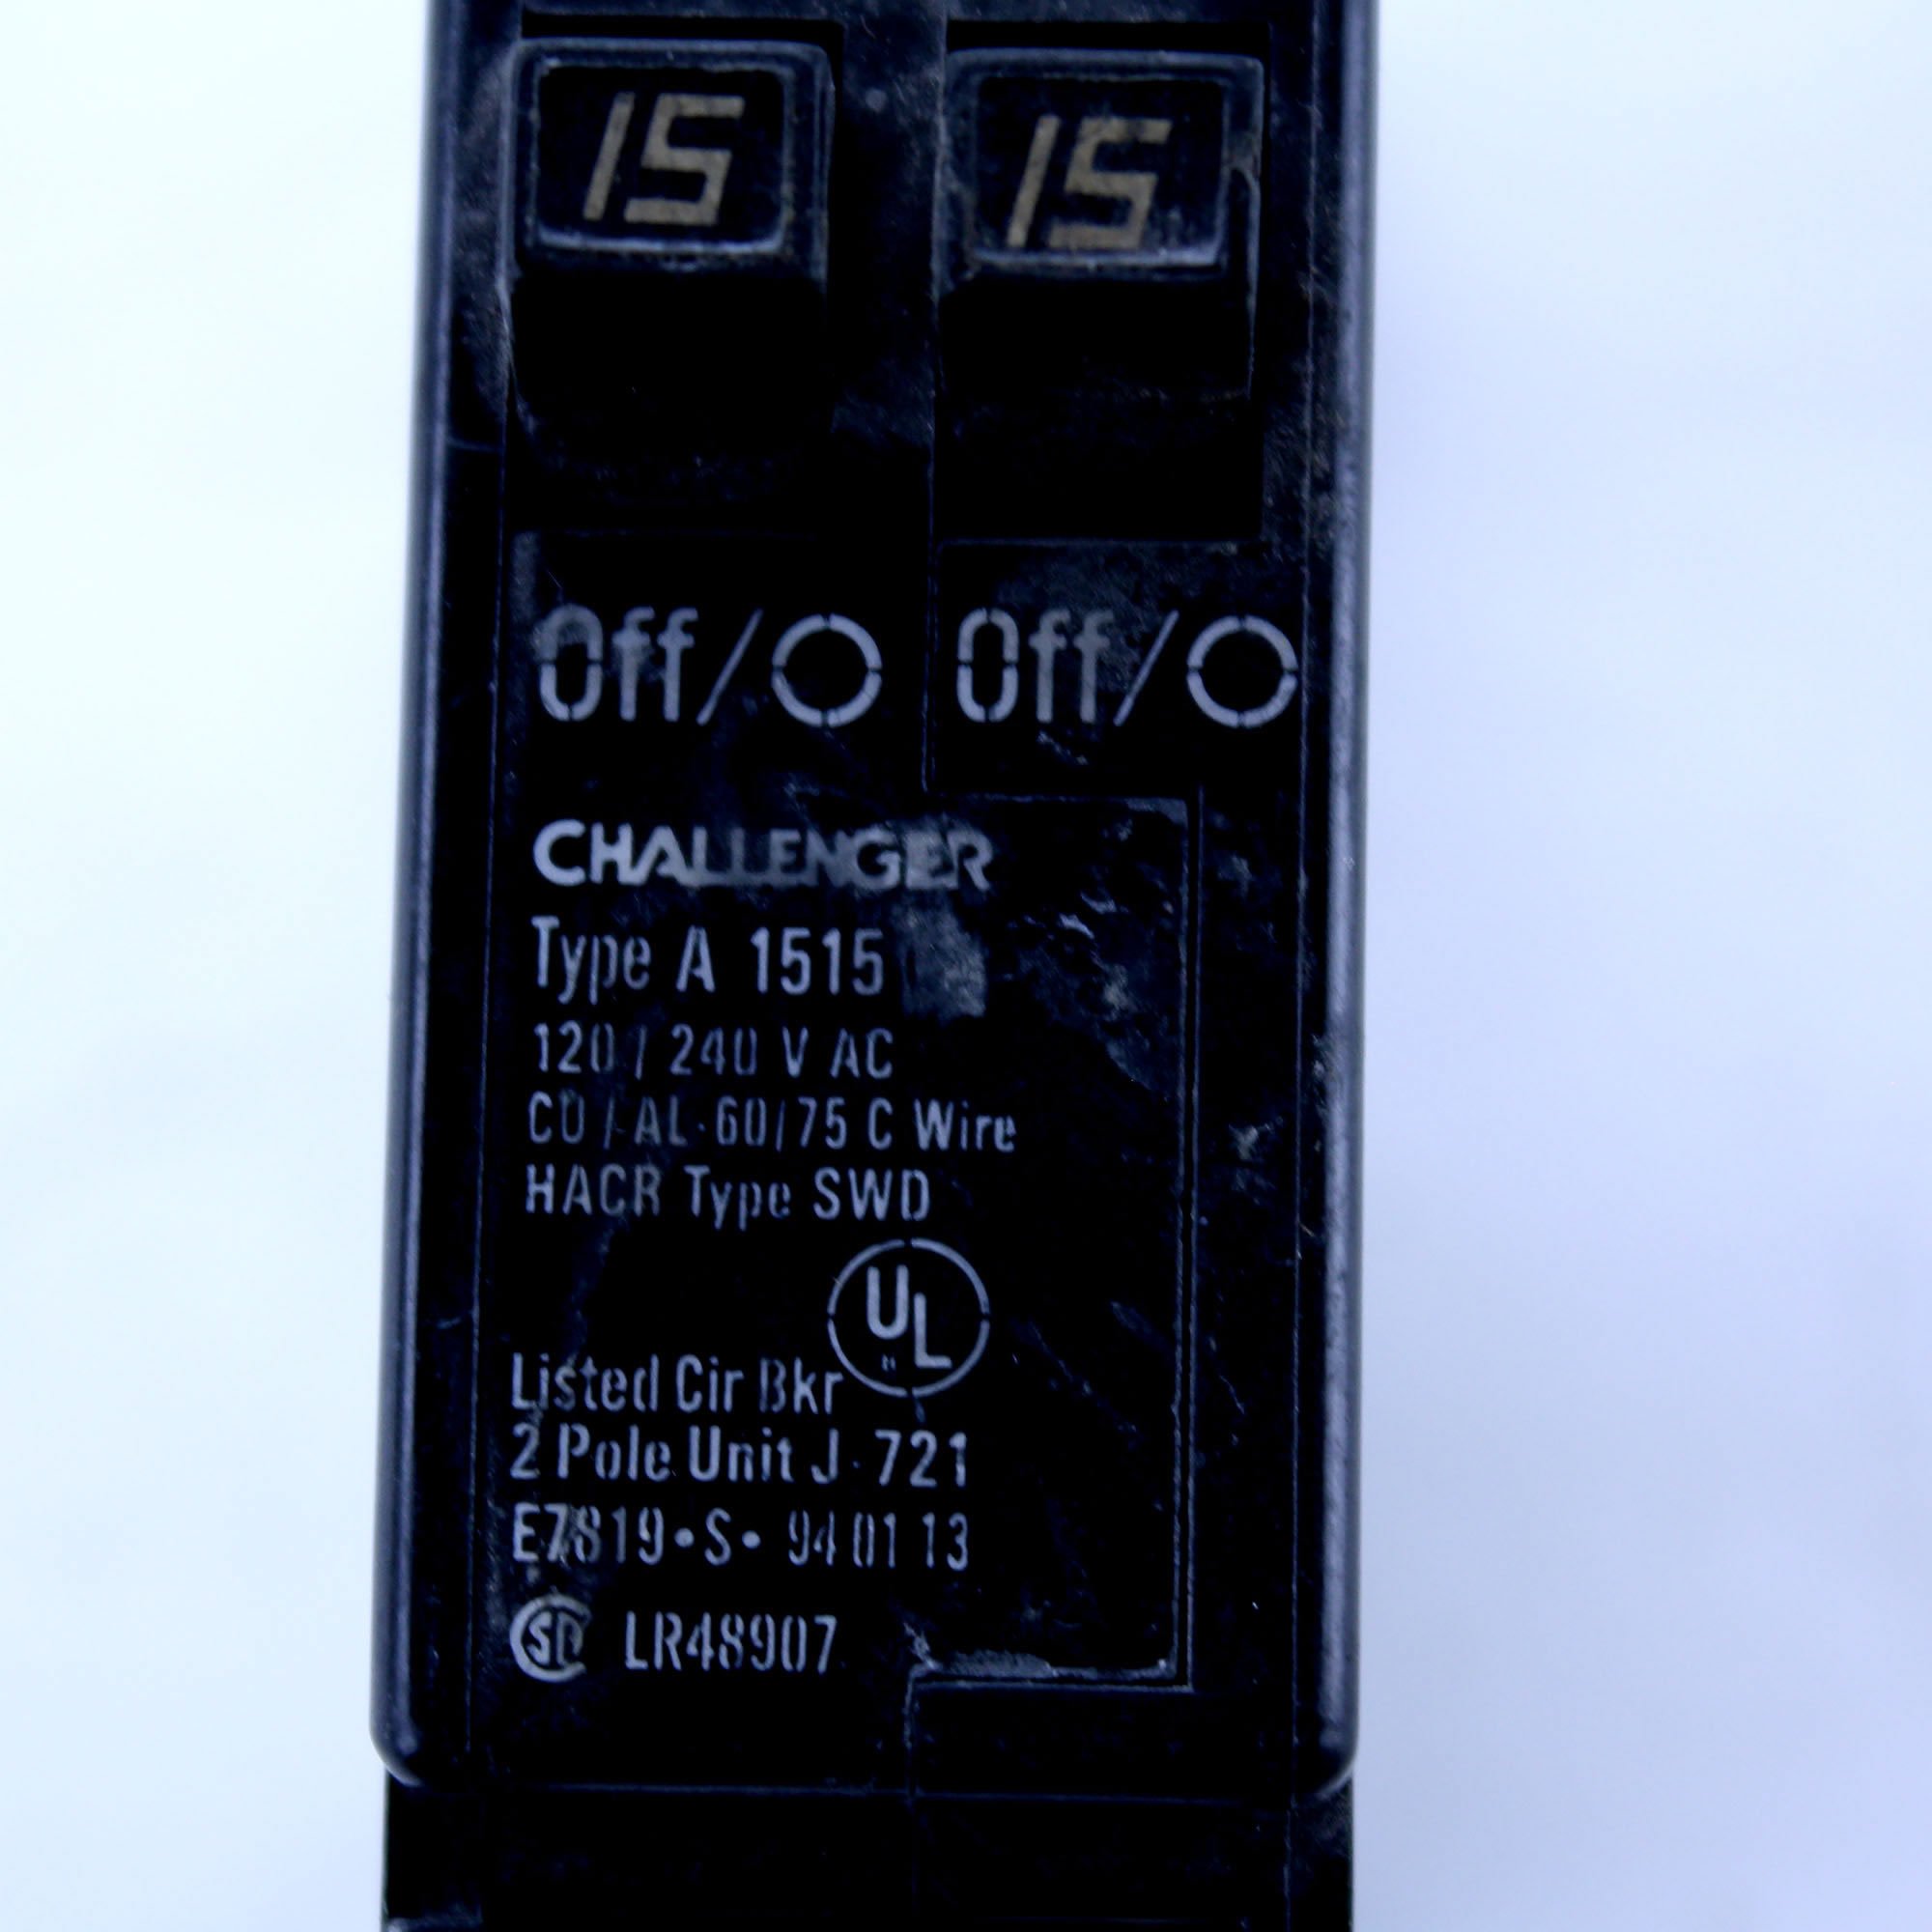 15 15
Off/O Off/O
CHALLENGER
Type A 1515
120 / 240 V AC
CU / AL-60/75 C Wire
HACR Type SWD
UL
Listed Cir Bkr
2 Pole Unit J-721
E7819•S• 94 01 13
SA LR48907